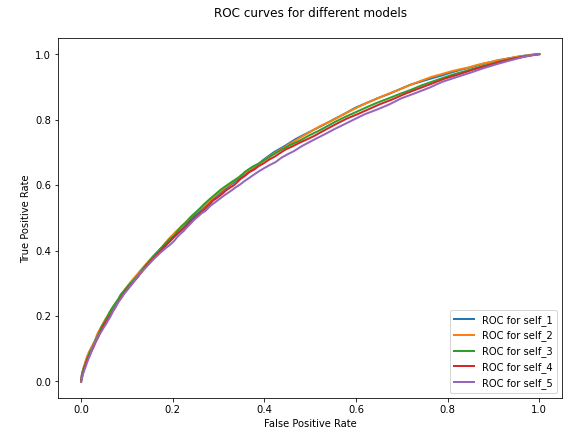 ROC curves for different models
1.0
0.8
0.6
0.4
0.2
0.0
True Positive Rate
ROC for self_1
ROC for self_2
ROC for self_3
ROC for self_4
ROC for self_5
0.0 0.2 0.4 0.6 0.8 1.0
False Positive Rate